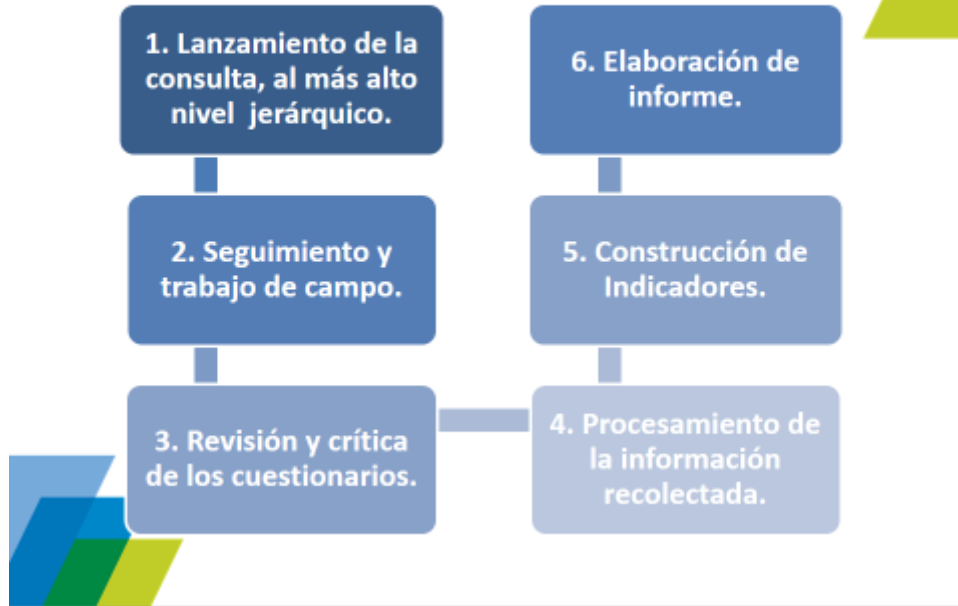 1. Lanzamiento de la
consulta, al más alto
nivel jerárquico.
2. Seguimiento y
trabajo de campo.
3. Revisión y crítica
de los cuestionarios.
4. Procesamiento de
la información
recolectada.
5. Construcción de
Indicadores.
6. Elaboración de
informe.